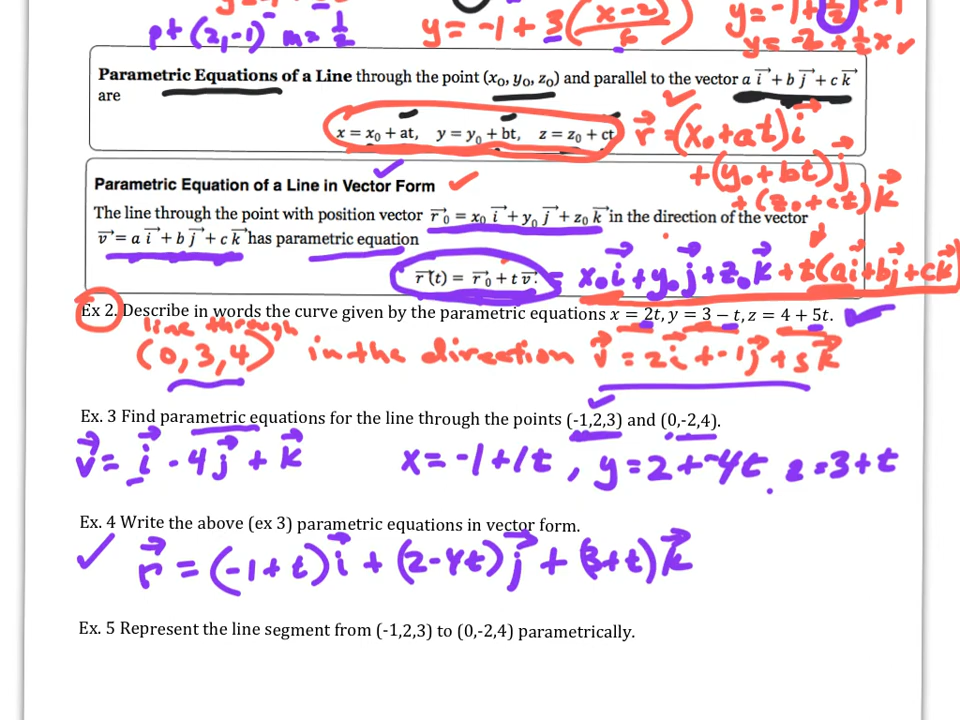 pt (2,-1) m = 1/2
y = -1 + 3(x-2)
y = -2 + 1/2 x ✓
Parametric Equations of a Line through the point (x₀, y₀, z₀) and parallel to the vector a i⃗ + b j⃗ + c k⃗
are
x = x₀ + at, y = y₀ + bt, z = z₀ + ct
r⃗ = (x₀+at)i⃗
+(y₀+bt)j⃗
+(z₀+ct)k⃗
Parametric Equation of a Line in Vector Form
The line through the point with position vector r⃗₀ = x₀ i⃗ + y₀ j⃗ + z₀ k⃗ in the direction of the vector
v⃗ = a i⃗ + b j⃗ + c k⃗ has parametric equation
r⃗(t) = r⃗₀ + t v⃗. = x₀i⃗ + y₀j⃗ + z₀k⃗ + t(ai⃗+bj⃗+ck⃗)
Ex 2. Describe in words the curve given by the parametric equations x = 2t, y = 3 − t, z = 4 + 5t.
line through
(0,3,4) in the direction v⃗ = 2i⃗ + -1j⃗ + 5k⃗
Ex. 3 Find parametric equations for the line through the points (-1,2,3) and (0,-2,4).
v⃗ = i⃗ - 4j⃗ + k⃗ x = -1+1t, y = 2+-4t, z = 3+t
Ex. 4 Write the above (ex 3) parametric equations in vector form.
r⃗ = (-1+t)i⃗ + (2-4t)j⃗ + (3+t)k⃗
Ex. 5 Represent the line segment from (-1,2,3) to (0,-2,4) parametrically.